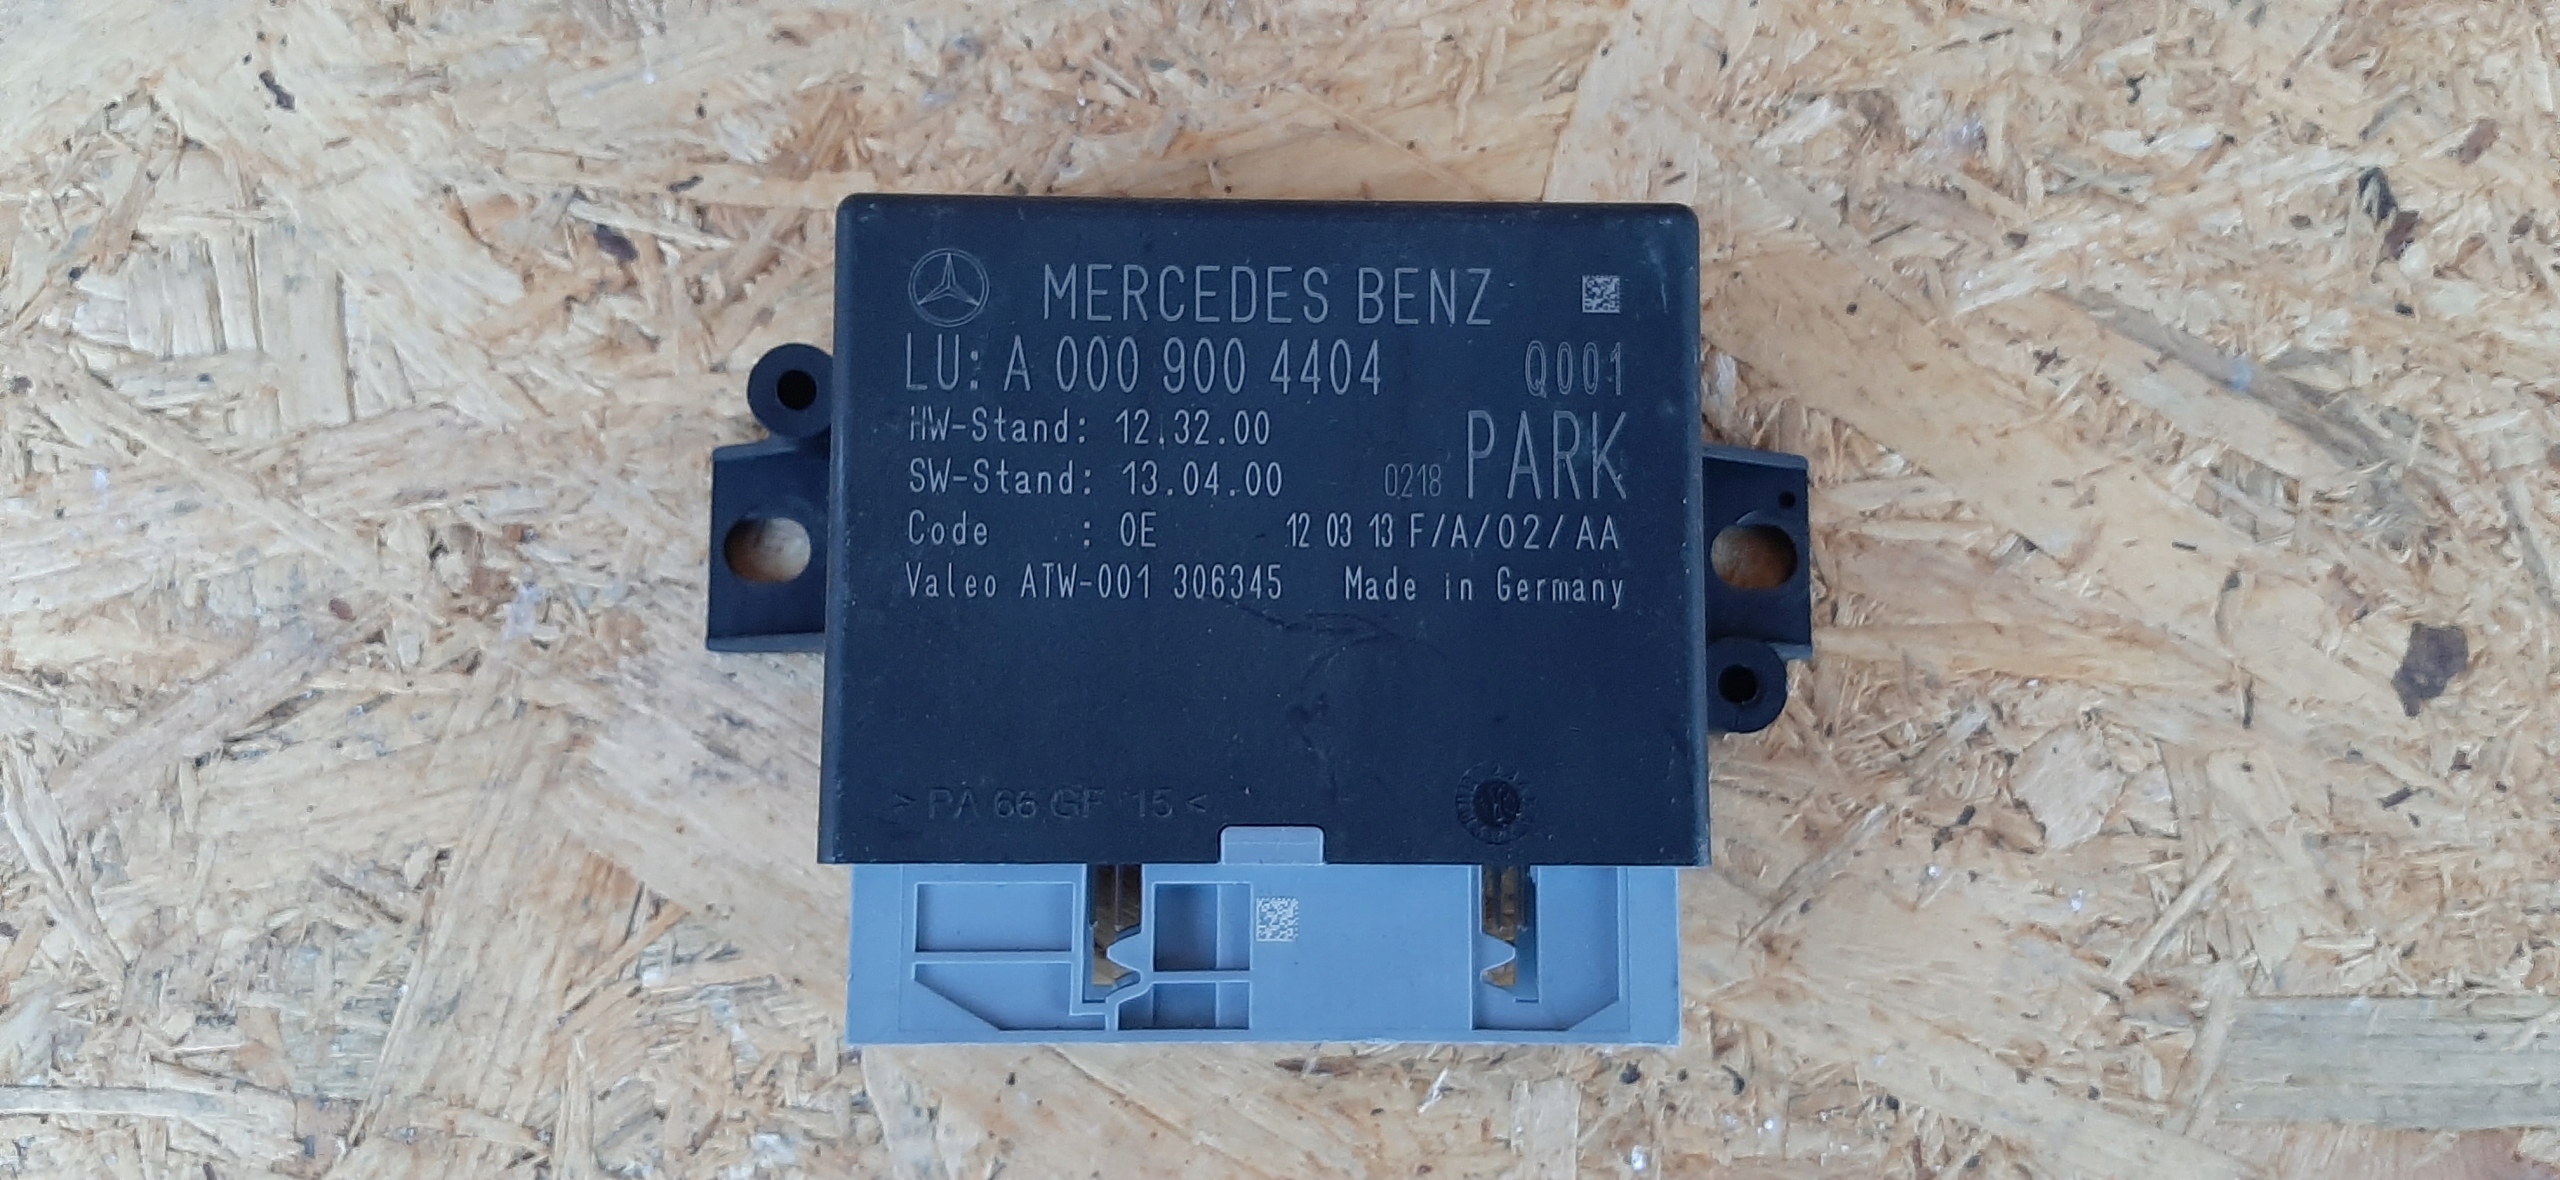 MERCEDES BENZ
LU: A 000 900 4404 Q001
HW-Stand: 12.32.00
SW-Stand: 13.04.00 0218 PARK
Code : 0E 12 03 13 F/A/02/AA
Valeo ATW-001 306345 Made in Germany
> PA 66 GF 15 <